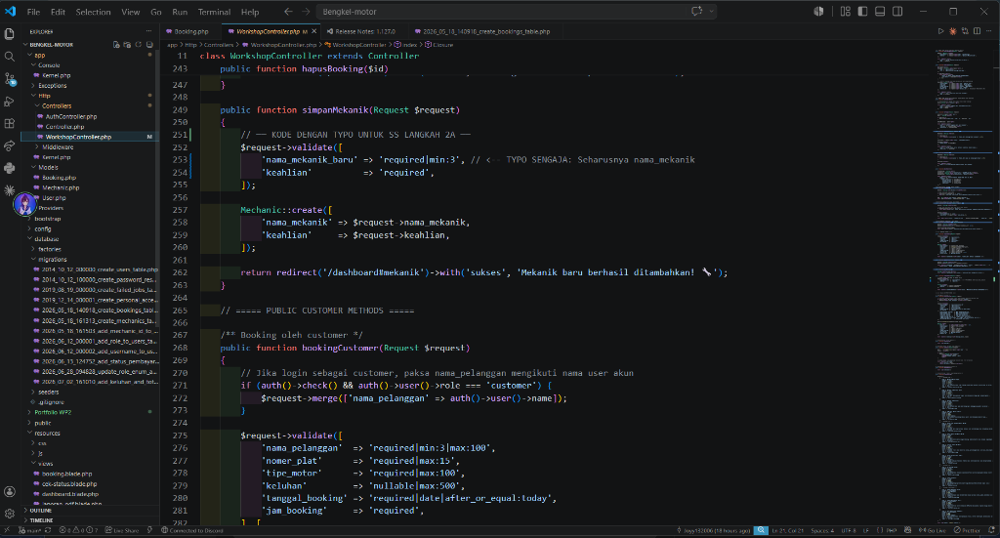 File Edit Selection View Go Run Terminal Help
Bengkel-motor
EXPLORER
BENGKEL-MOTOR
app
Console
Kernel.php
Exceptions
Http
Controllers
AuthController.php
Controller.php
WorkshopController.php M
Middleware
Kernel.php
Models
Booking.php
Mechanic.php
User.php
Providers
bootstrap
config
database
factories
migrations
2014_10_12_000000_create_users_table.php
2014_10_12_100000_create_password_res...
2019_08_19_000000_create_failed_jobs_ta...
2019_12_14_000001_create_personal_acce...
2026_05_18_140918_create_bookings_tabl...
2026_05_18_161313_create_mechanics_ta...
2026_05_18_161503_add_mechanic_id_to_...
2026_06_12_000001_add_role_to_users_ta...
2026_06_12_000002_add_username_to_us...
2026_06_15_124752_add_status_pembayar...
2026_06_28_094828_update_role_enum_a...
2026_07_02_161010_add_keluhan_and_tot...
seeders
.gitignore
Portfolio WP2
public
resources
css
js
views
booking.blade.php
cek-status.blade.php
dashboard.blade.php
OUTLINE
TIMELINE
Booking.php
WorkshopController.php M
Release Notes: 1.127.0
2026_05_18_140918_create_bookings_table.php
app > Http > Controllers > WorkshopController.php > WorkshopController > index > Closure
11 class WorkshopController extends Controller
243 public function hapusBooking($id)
247 }
248
249 public function simpanMekanik(Request $request)
250 {
251 // —— KODE DENGAN TYPO UNTUK SS LANGKAH 2A ——
252 $request->validate([
253 'nama_mekanik_baru' => 'required|min:3', // <-- TYPO SENGAJA: Seharusnya nama_mekanik
254 'keahlian' => 'required',
255 ]);
256
257 Mechanic::create([
258 'nama_mekanik' => $request->nama_mekanik,
259 'keahlian' => $request->keahlian,
260 ]);
261
262 return redirect('/dashboard#mekanik')->with('sukses', 'Mekanik baru berhasil ditambahkan! 🔧');
263 }
264
265 // ===== PUBLIC CUSTOMER METHODS =====
266
267 /** Booking oleh customer */
268 public function bookingCustomer(Request $request)
269 {
270 // Jika login sebagai customer, paksa nama_pelanggan mengikuti nama user akun
271 if (auth()->check() && auth()->user()->role === 'customer') {
272 $request->merge(['nama_pelanggan' => auth()->user()->name]);
273 }
274
275 $request->validate([
276 'nama_pelanggan' => 'required|min:3|max:100',
277 'nomer_plat' => 'required|max:15',
278 'tipe_motor' => 'required|max:100',
279 'keluhan' => 'nullable|max:500',
280 'tanggal_booking' => 'required|date|after_or_equal:today',
281 'jam_booking' => 'required',
282
main* Live Share Connected to Discord
Joyy132006 (18 hours ago) Ln 21, Col 21 Spaces: 4 UTF-8 LF PHP Go Live Prettier